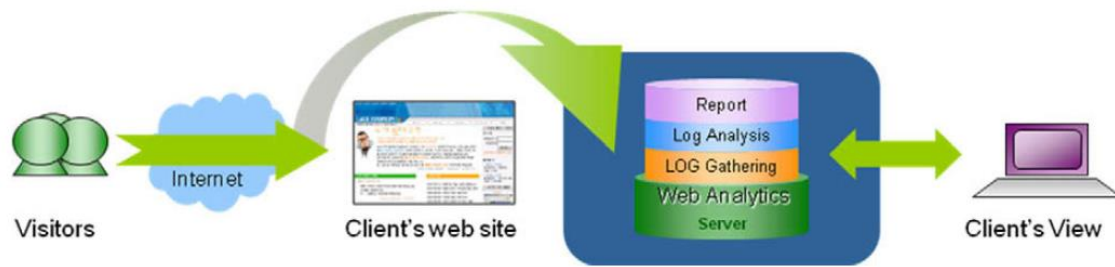 Report
Log Analysis
LOG Gathering
Web Analytics
Server
Internet
Visitors
Client's web site
Client's View